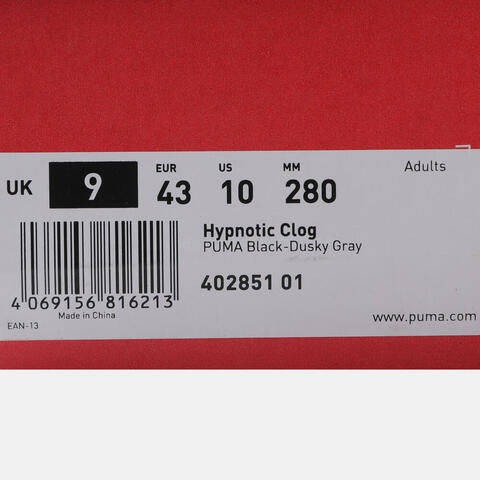 Adults
EUR US MM
UK 9 43 10 280
Hypnotic Clog
PUMA Black-Dusky Gray
402851 01
4 069156 816213
Made in China
EAN-13
www.puma.com